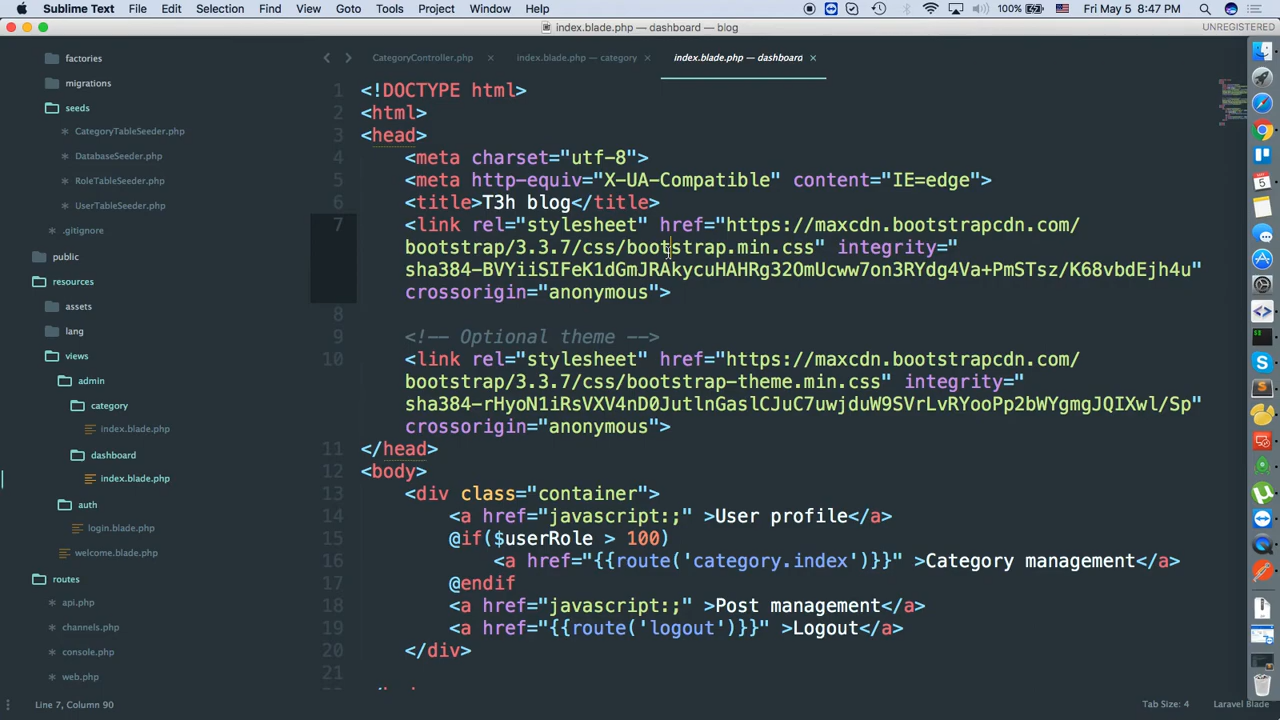 Sublime Text File Edit Selection Find View Goto Tools Project Window Help 100% Fri May 5 8:47 PM
index.blade.php — dashboard — blog UNREGISTERED
CategoryController.php × index.blade.php — category × index.blade.php — dashboard ×
factories
migrations
seeds
CategoryTableSeeder.php
DatabaseSeeder.php
RoleTableSeeder.php
UserTableSeeder.php
.gitignore
public
resources
assets
lang
views
admin
category
index.blade.php
dashboard
index.blade.php
auth
login.blade.php
welcome.blade.php
routes
api.php
channels.php
console.php
web.php
1 <!DOCTYPE html>
2 <html>
3 <head>
4 <meta charset="utf-8">
5 <meta http-equiv="X-UA-Compatible" content="IE=edge">
6 <title>T3h blog</title>
7 <link rel="stylesheet" href="https://maxcdn.bootstrapcdn.com/
bootstrap/3.3.7/css/bootstrap.min.css" integrity="
sha384-BVYiiSIFeK1dGmJRAkycuHAHRg32OmUcww7on3RYdg4Va+PmSTsz/K68vbdEjh4u"
crossorigin="anonymous">
8
9 <!-- Optional theme -->
10 <link rel="stylesheet" href="https://maxcdn.bootstrapcdn.com/
bootstrap/3.3.7/css/bootstrap-theme.min.css" integrity="
sha384-rHyoN1iRsVXV4nD0JutlnGaslCJuC7uwjduW9SVrLvRYooPp2bWYgmgJQIXwl/Sp"
crossorigin="anonymous">
11 </head>
12 <body>
13 <div class="container">
14 <a href="javascript:;" >User profile</a>
15 @if($userRole > 100)
16 <a href="{{route('category.index')}}" >Category management</a>
17 @endif
18 <a href="javascript:;" >Post management</a>
19 <a href="{{route('logout')}}" >Logout</a>
20 </div>
21
Line 7, Column 90 Tab Size: 4 Laravel Blade